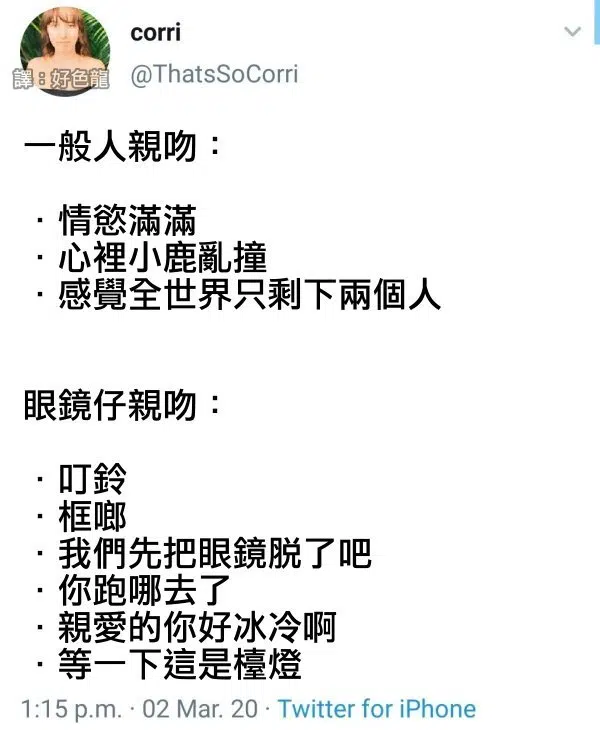 corri
譯:好色龍
@ThatsSoCorri
一般人親吻：
· 情慾滿滿
· 心裡小鹿亂撞
· 感覺全世界只剩下兩個人
眼鏡仔親吻：
· 叮鈴
· 框啷
· 我們先把眼鏡脱了吧
· 你跑哪去了
· 親愛的你好冰冷啊
· 等一下這是檯燈
1:15 p.m. · 02 Mar. 20 · Twitter for iPhone